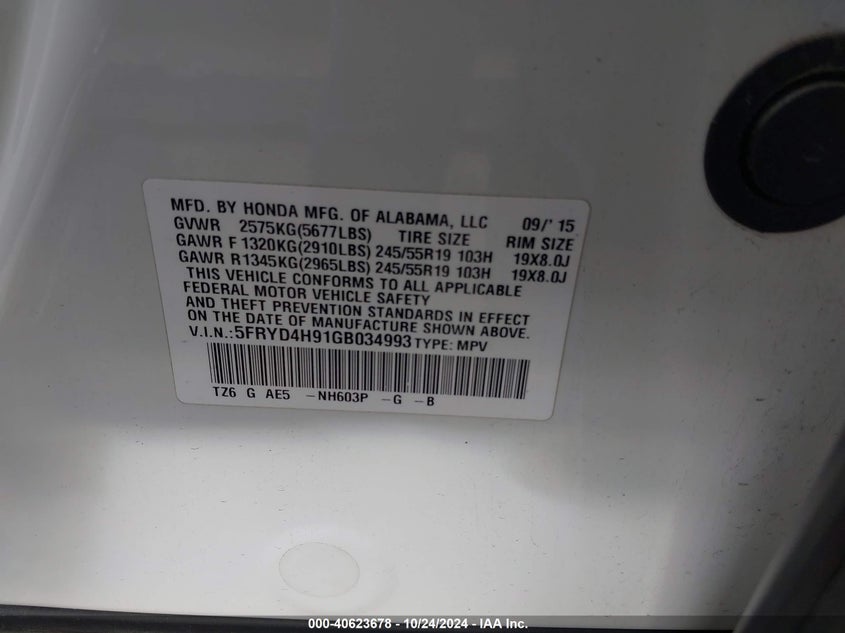 MFD. BY HONDA MFG. OF ALABAMA, LLC 09/' 15
GVWR 2575KG(5677LBS) TIRE SIZE RIM SIZE
GAWR F 1320KG(2910LBS) 245/55R19 103H 19X8.0J
GAWR R1345KG(2965LBS) 245/55R19 103H 19X8.0J
THIS VEHICLE CONFORMS TO ALL APPLICABLE
FEDERAL MOTOR VEHICLE SAFETY
AND THEFT PREVENTION STANDARDS IN EFFECT
ON THE DATE OF MANUFACTURE SHOWN ABOVE.
V.I.N.:5FRYD4H91GB034993 TYPE: MPV
TZ6 G AE5 -NH603P -G -B
000-40623678 - 10/24/2024 - IAA Inc.